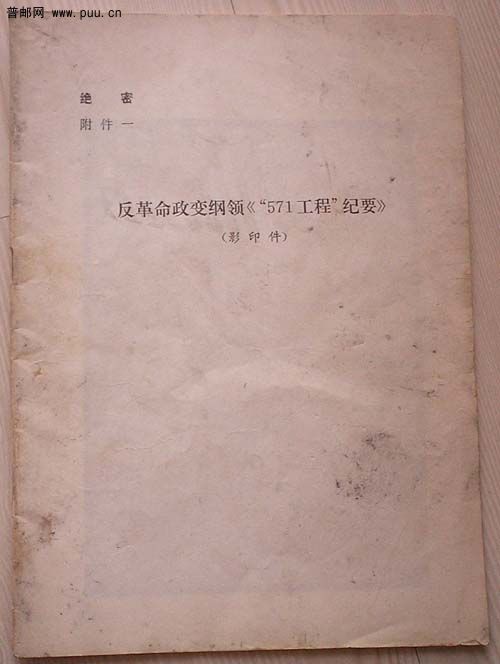 普邮网 www.puu.cn
绝 密
附 件 一
反革命政变纲领《“571工程”纪要》
（影 印 件）